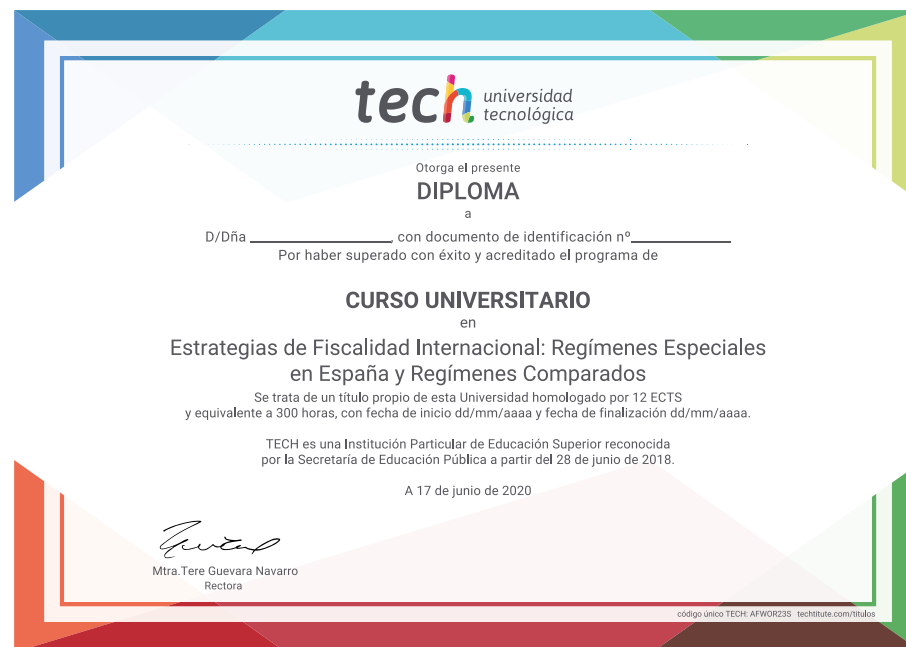 tech universidad
tecnológica
Otorga el presente
DIPLOMA
a
D/Dña ________________, con documento de identificación nº____________
Por haber superado con éxito y acreditado el programa de
CURSO UNIVERSITARIO
en
Estrategias de Fiscalidad Internacional: Regímenes Especiales
en España y Regímenes Comparados
Se trata de un título propio de esta Universidad homologado por 12 ECTS
y equivalente a 300 horas, con fecha de inicio dd/mm/aaaa y fecha de finalización dd/mm/aaaa.
TECH es una Institución Particular de Educación Superior reconocida
por la Secretaría de Educación Pública a partir del 28 de junio de 2018.
A 17 de junio de 2020
Mtra.Tere Guevara Navarro
Rectora
código único TECH: AFWOR23S techtitute.com/titulos